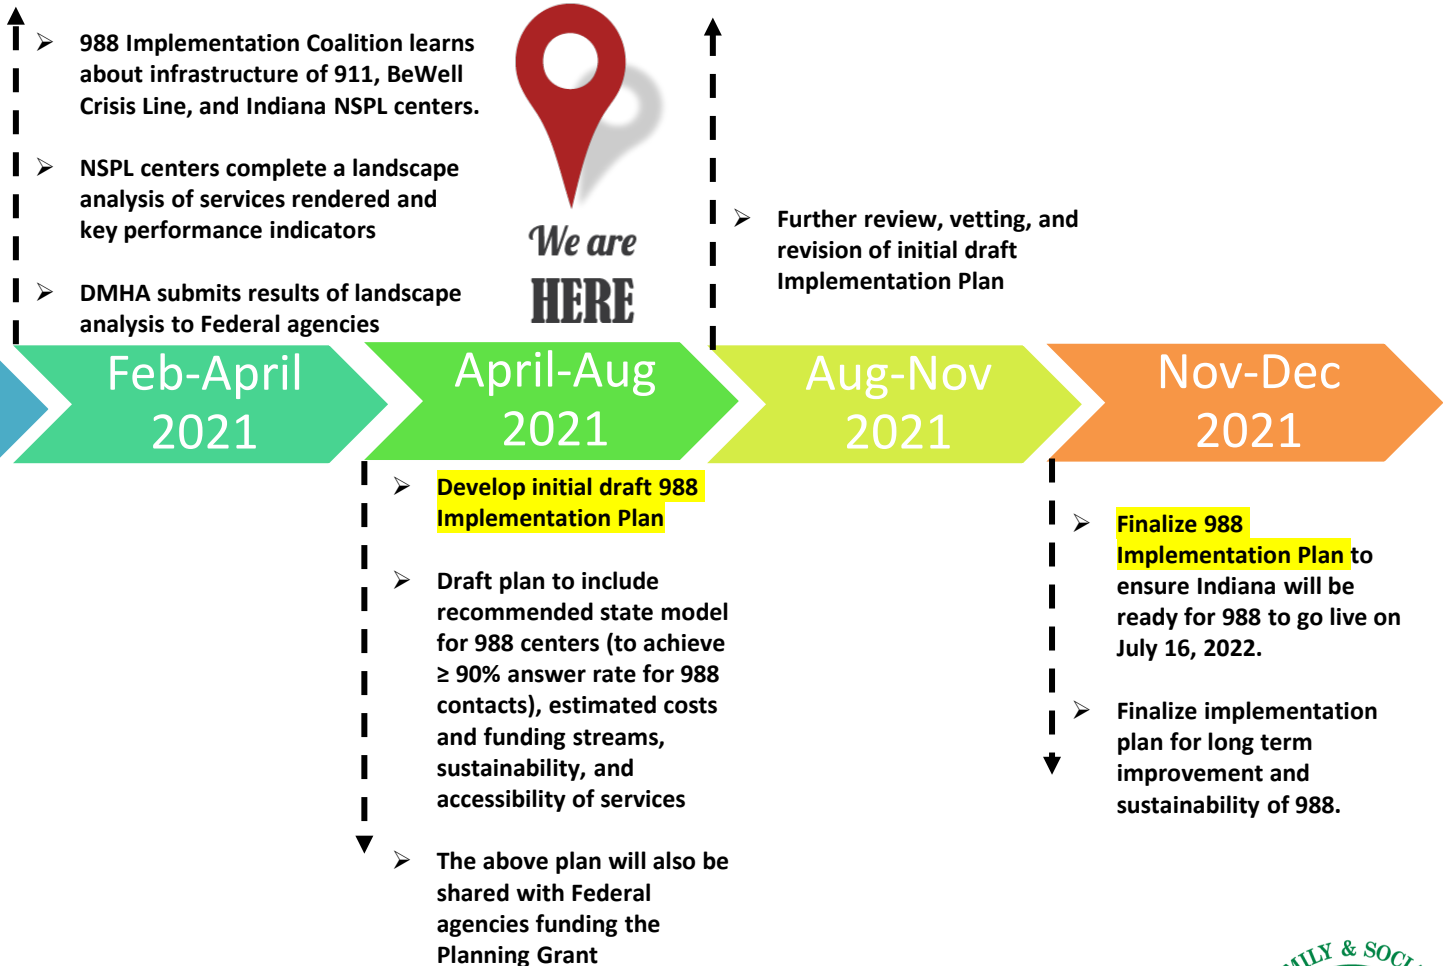 ➢ 988 Implementation Coalition learns
about infrastructure of 911, BeWell
Crisis Line, and Indiana NSPL centers.
➢ NSPL centers complete a landscape
analysis of services rendered and
key performance indicators
➢ DMHA submits results of landscape
analysis to Federal agencies
We are
HERE
➢ Further review, vetting, and
revision of initial draft
Implementation Plan
Feb-April
2021
April-Aug
2021
Aug-Nov
2021
Nov-Dec
2021
➢ Develop initial draft 988
Implementation Plan
➢ Draft plan to include
recommended state model
for 988 centers (to achieve
≥ 90% answer rate for 988
contacts), estimated costs
and funding streams,
sustainability, and
accessibility of services
➢ The above plan will also be
shared with Federal
agencies funding the
Planning Grant
➢ Finalize 988
Implementation Plan to
ensure Indiana will be
ready for 988 to go live on
July 16, 2022.
➢ Finalize implementation
plan for long term
improvement and
sustainability of 988.
&